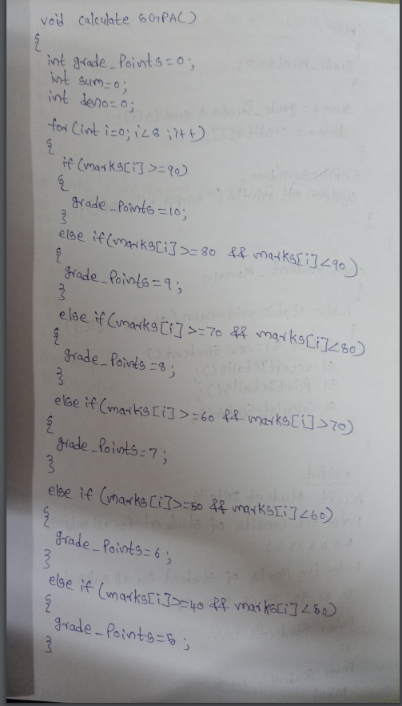 void calculate SGPA()
{
int grade_Points=0;
int sum=0;
int deno=0;
for(int i=0; i<8; i++)
{
if (marks[i] >=90)
{
grade_Points=10;
}
else if(marks[i]>=80 && marks[i]<90)
{
grade_Points=9;
}
else if(marks[i]>=70 && marks[i]<80)
{
grade_Points=8;
}
else if(marks[i]>=60 && marks[i]>70)
{
grade_Points=7;
}
else if (marks[i]>=50 && marks[i]<60)
{
grade_Points=6;
}
else if (marks[i]>=40 && marks[i]<50)
{
grade_Points=5;
}